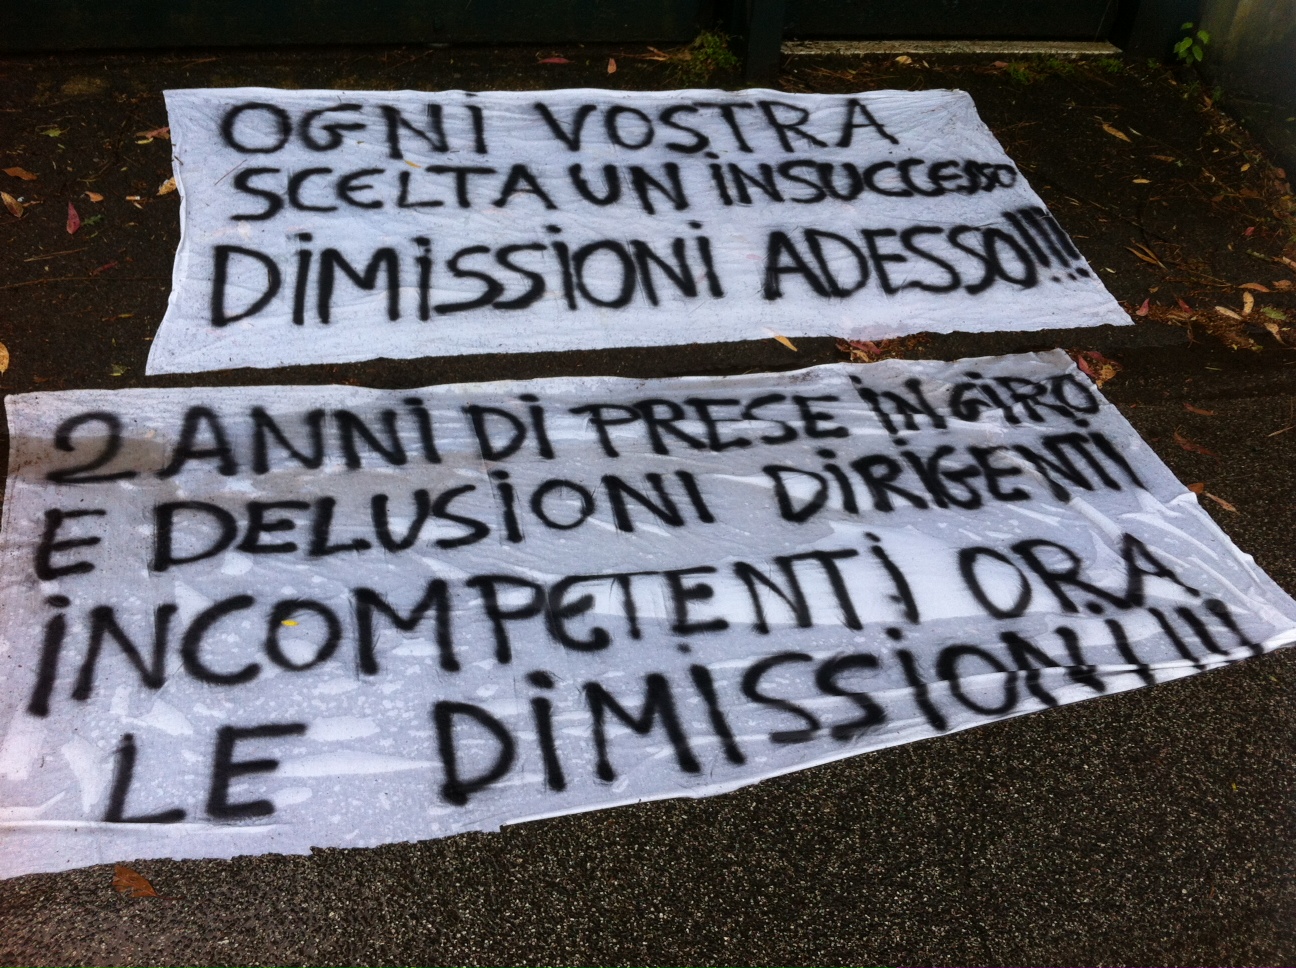 OGNI VOSTRA
SCELTA UN INSUCCESSO
DIMISSIONI ADESSO!!!
2 ANNI DI PRESE IN GIRO
E DELUSIONI DIRIGENTI
INCOMPETENTI ORA
LE DIMISSIONI!!!!